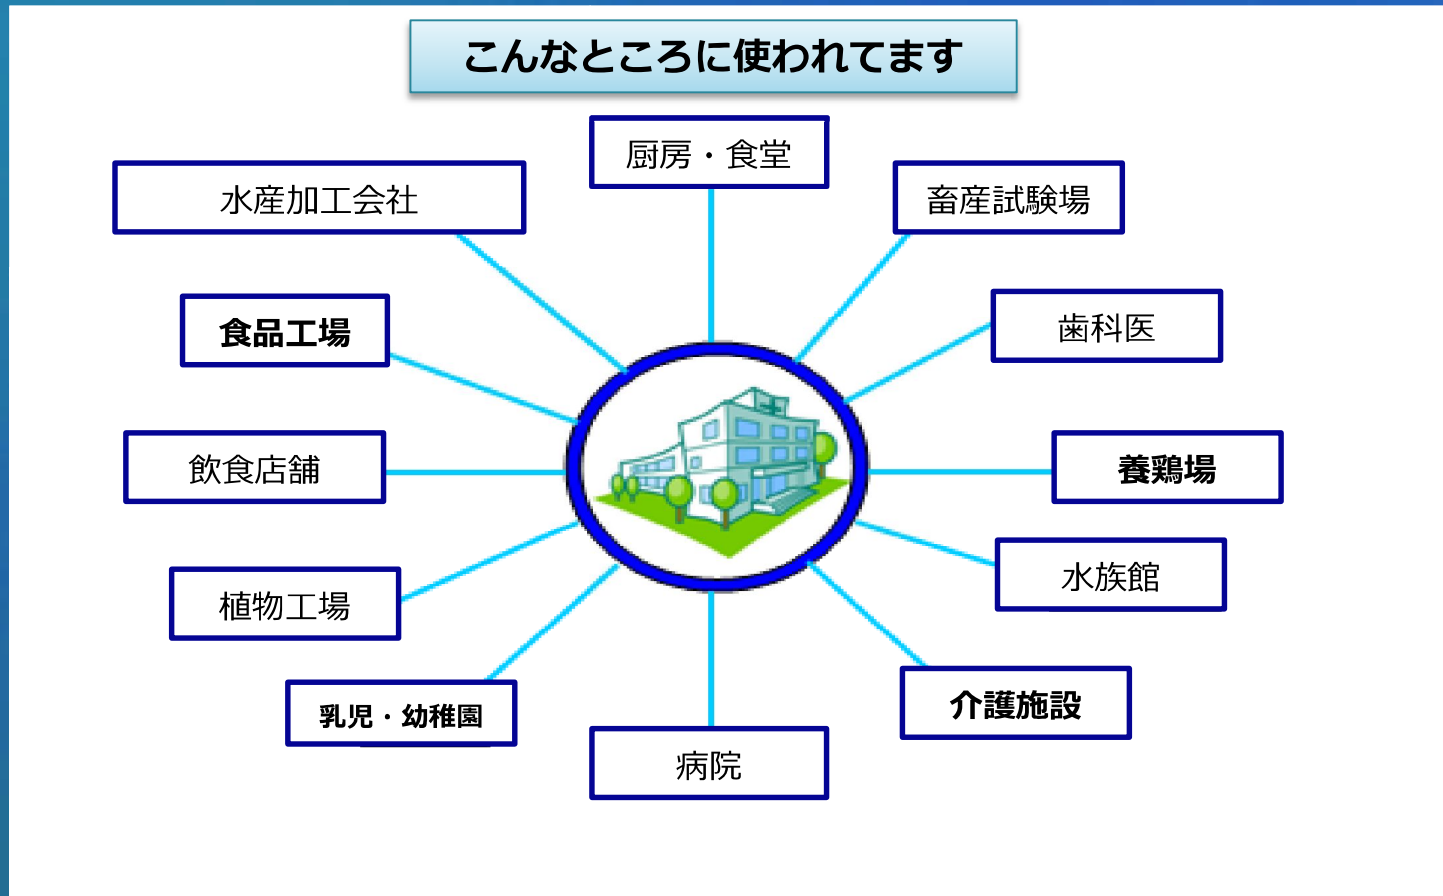 こんなところに使われてます
厨房・食堂
水産加工会社
畜産試験場
食品工場
歯科医
飲食店舗
養鶏場
植物工場
水族館
乳児・幼稚園
介護施設
病院